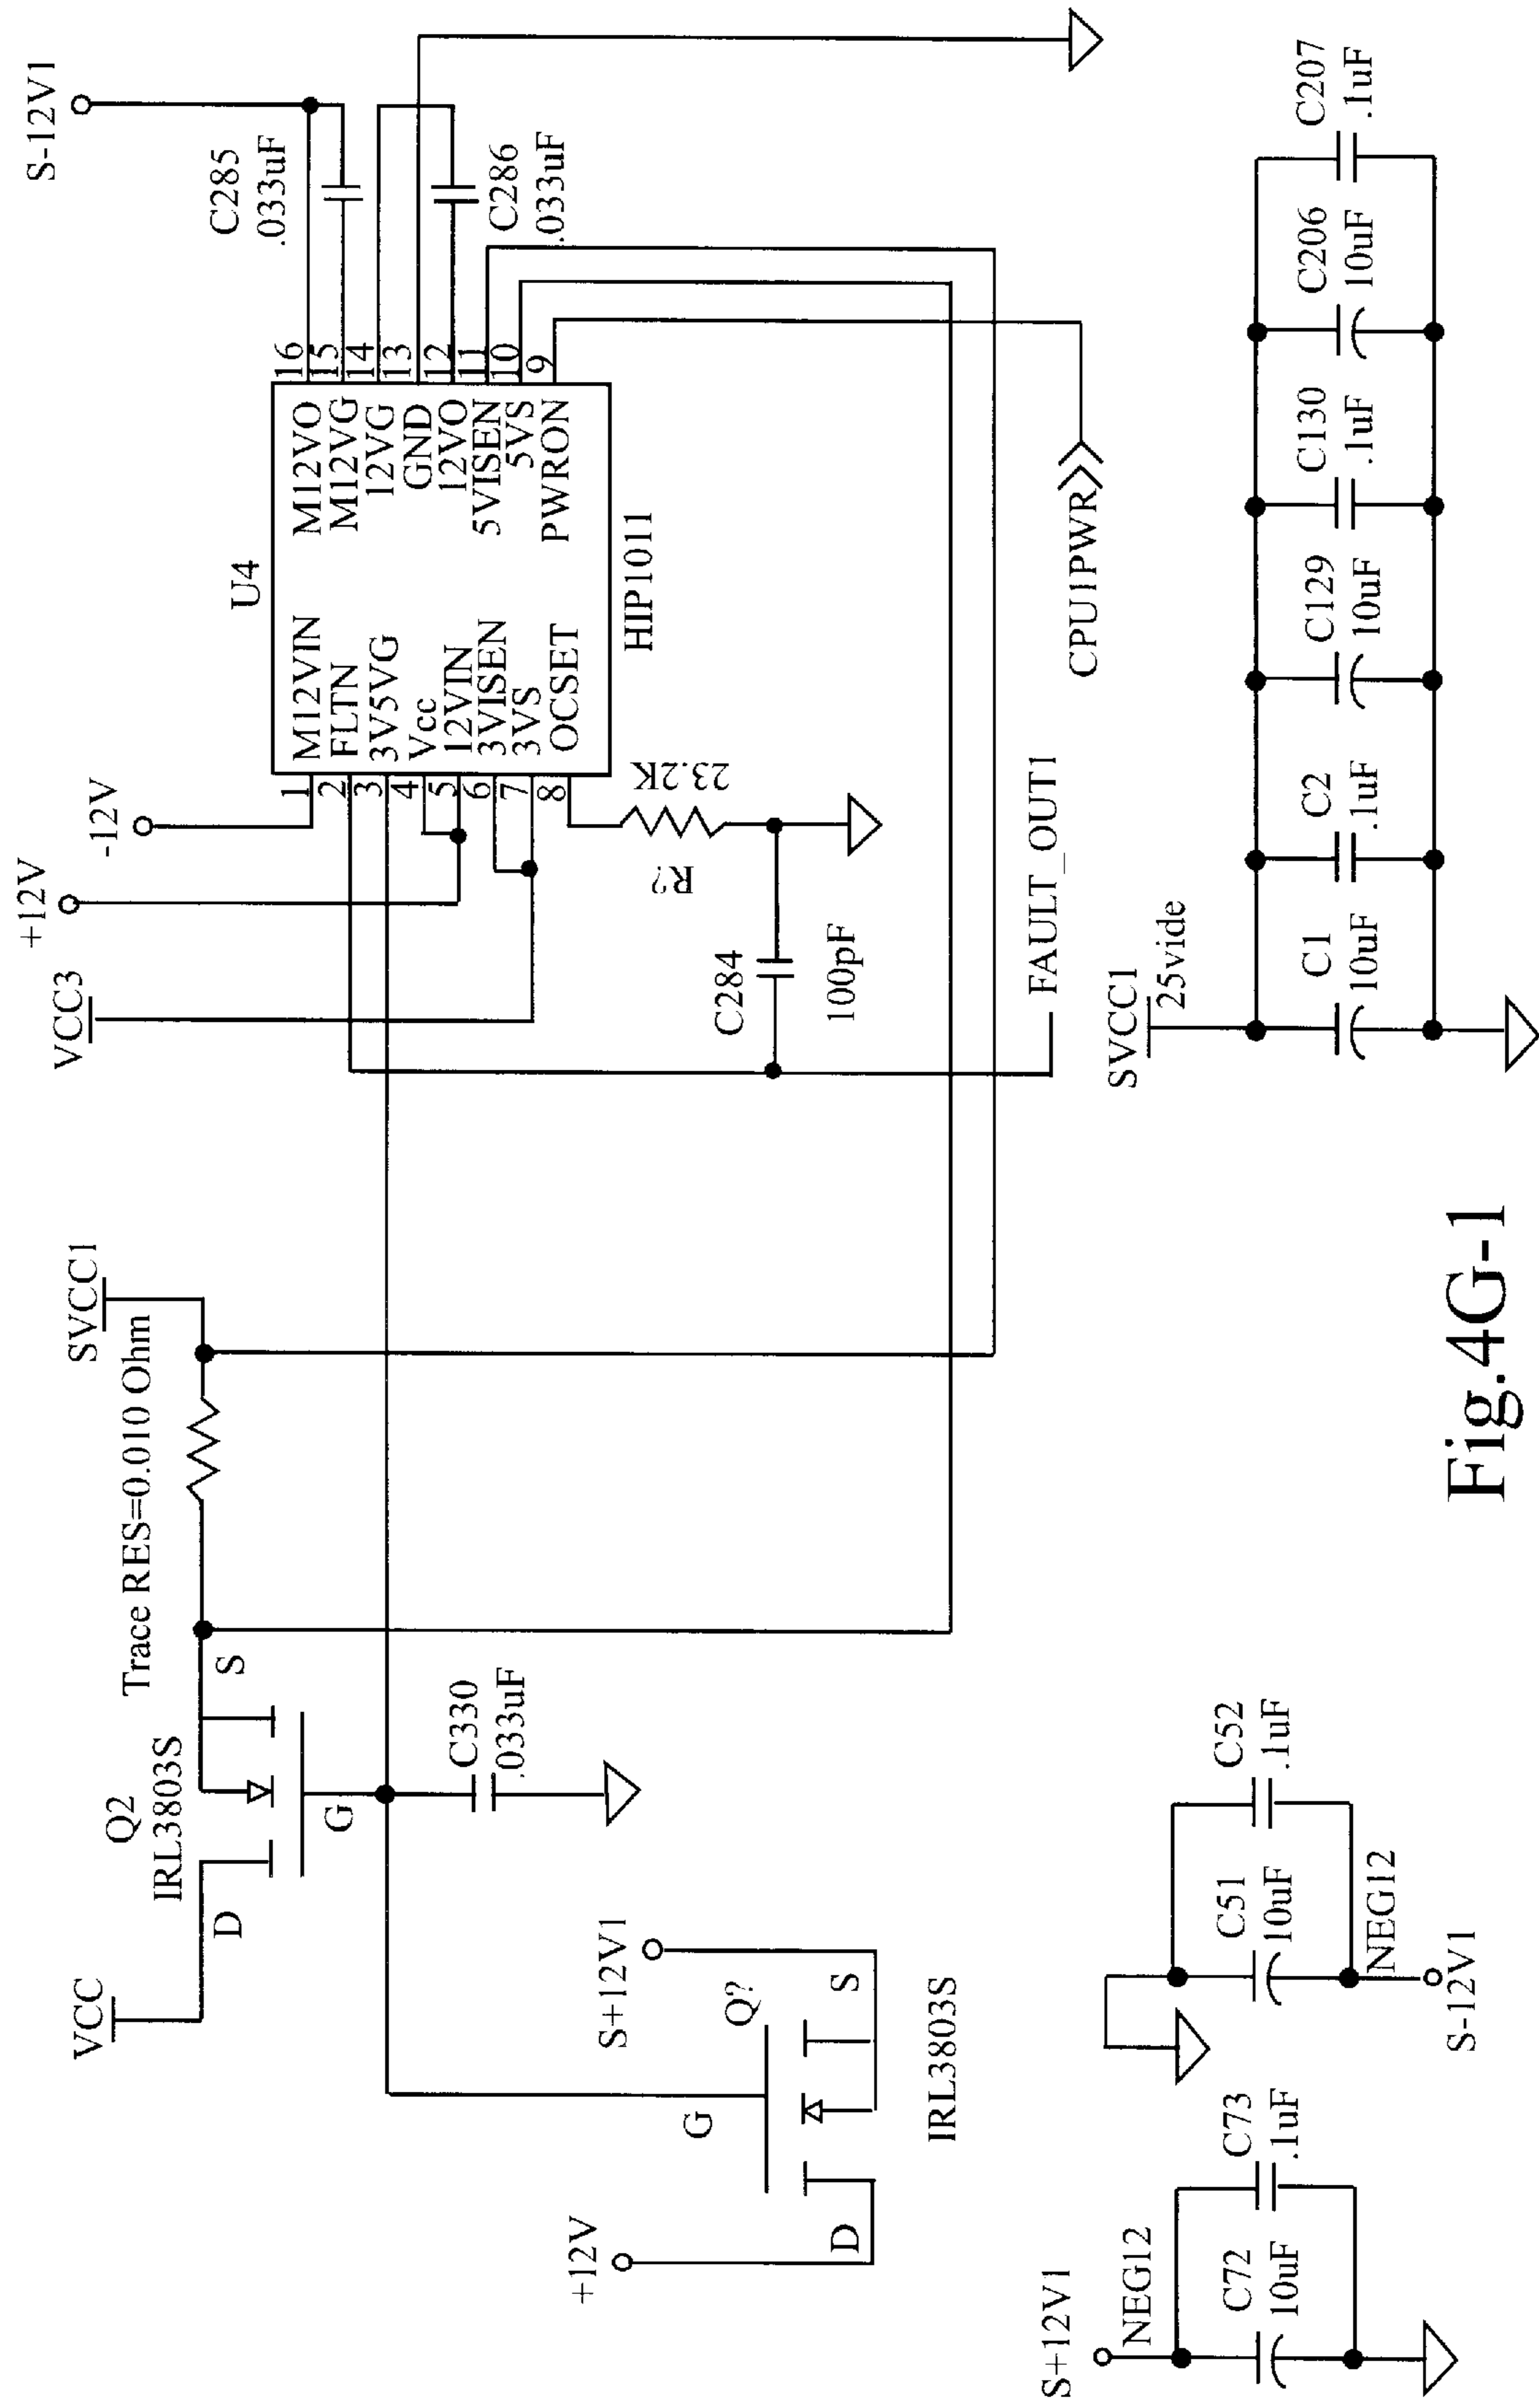 VCC
D
Q2
IRL3803S
S
G
Trace RES=0.010 Ohm
SVCC1
C330
.033uF
VCC3
+12V
-12V
S-12V1
C285
.033uF
C286
.033uF
U4
1 M12VIN
2 FLTN
3 3V5VG
4 Vcc
5 12VIN
6 3VISEN
7 3VS
8 OCSET
M12VO 16
M12VG 15
12VG 14
GND 13
12VO 12
5VISEN 11
5VS 10
PWRON 9
HIP1011
R?
23.2K
C284
100pF
FAULT_OUT1
CPU1PWR
+12V
D
G
Q?
S+12V1
S
IRL3803S
S+12V1
NEG12
C72
10uF
C73
.1uF
C51
10uF
C52
.1uF
NEG12
S-12V1
SVCC1
25vide
C1
10uF
C2
.1uF
C129
10uF
C130
.1uF
C206
10uF
C207
.1uF
Fig.4G-1